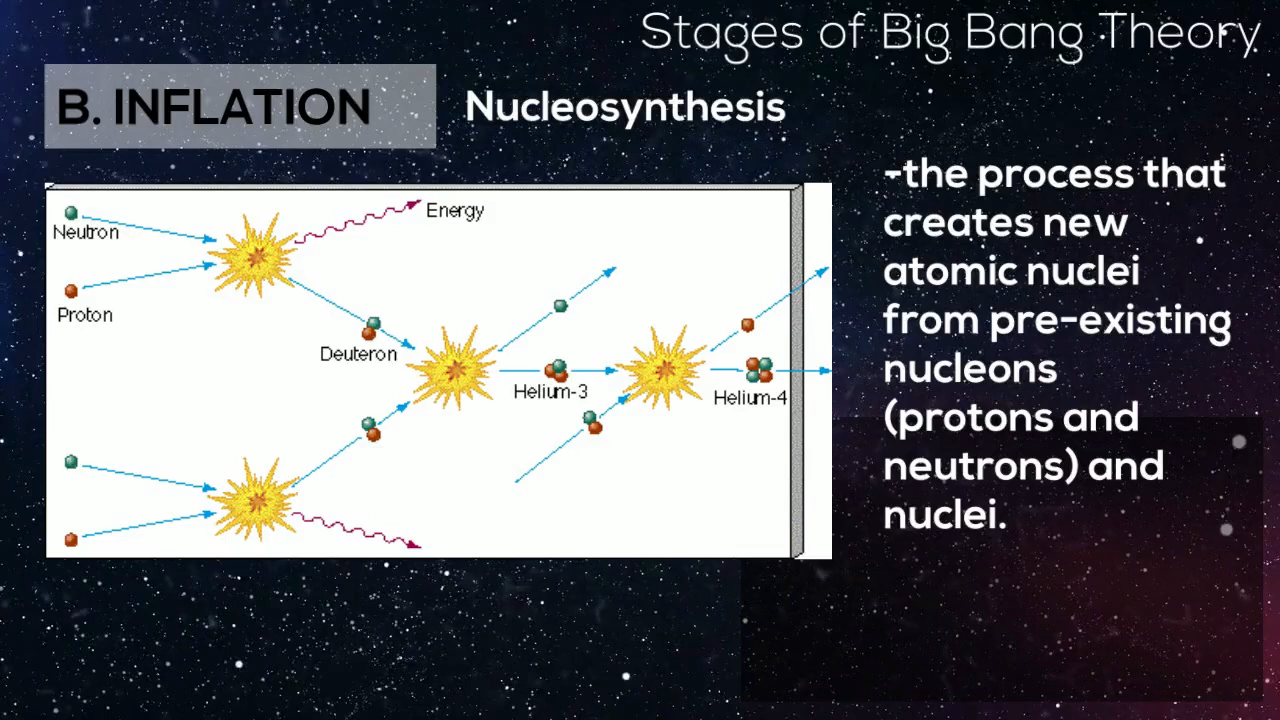 Stages of Big Bang Theory
B. INFLATION
Nucleosynthesis
-the process that
creates new
atomic nuclei
from pre-existing
nucleons
(protons and
neutrons) and
nuclei.
Energy
Neutron
Proton
Deuteron
Helium-3
Helium-4